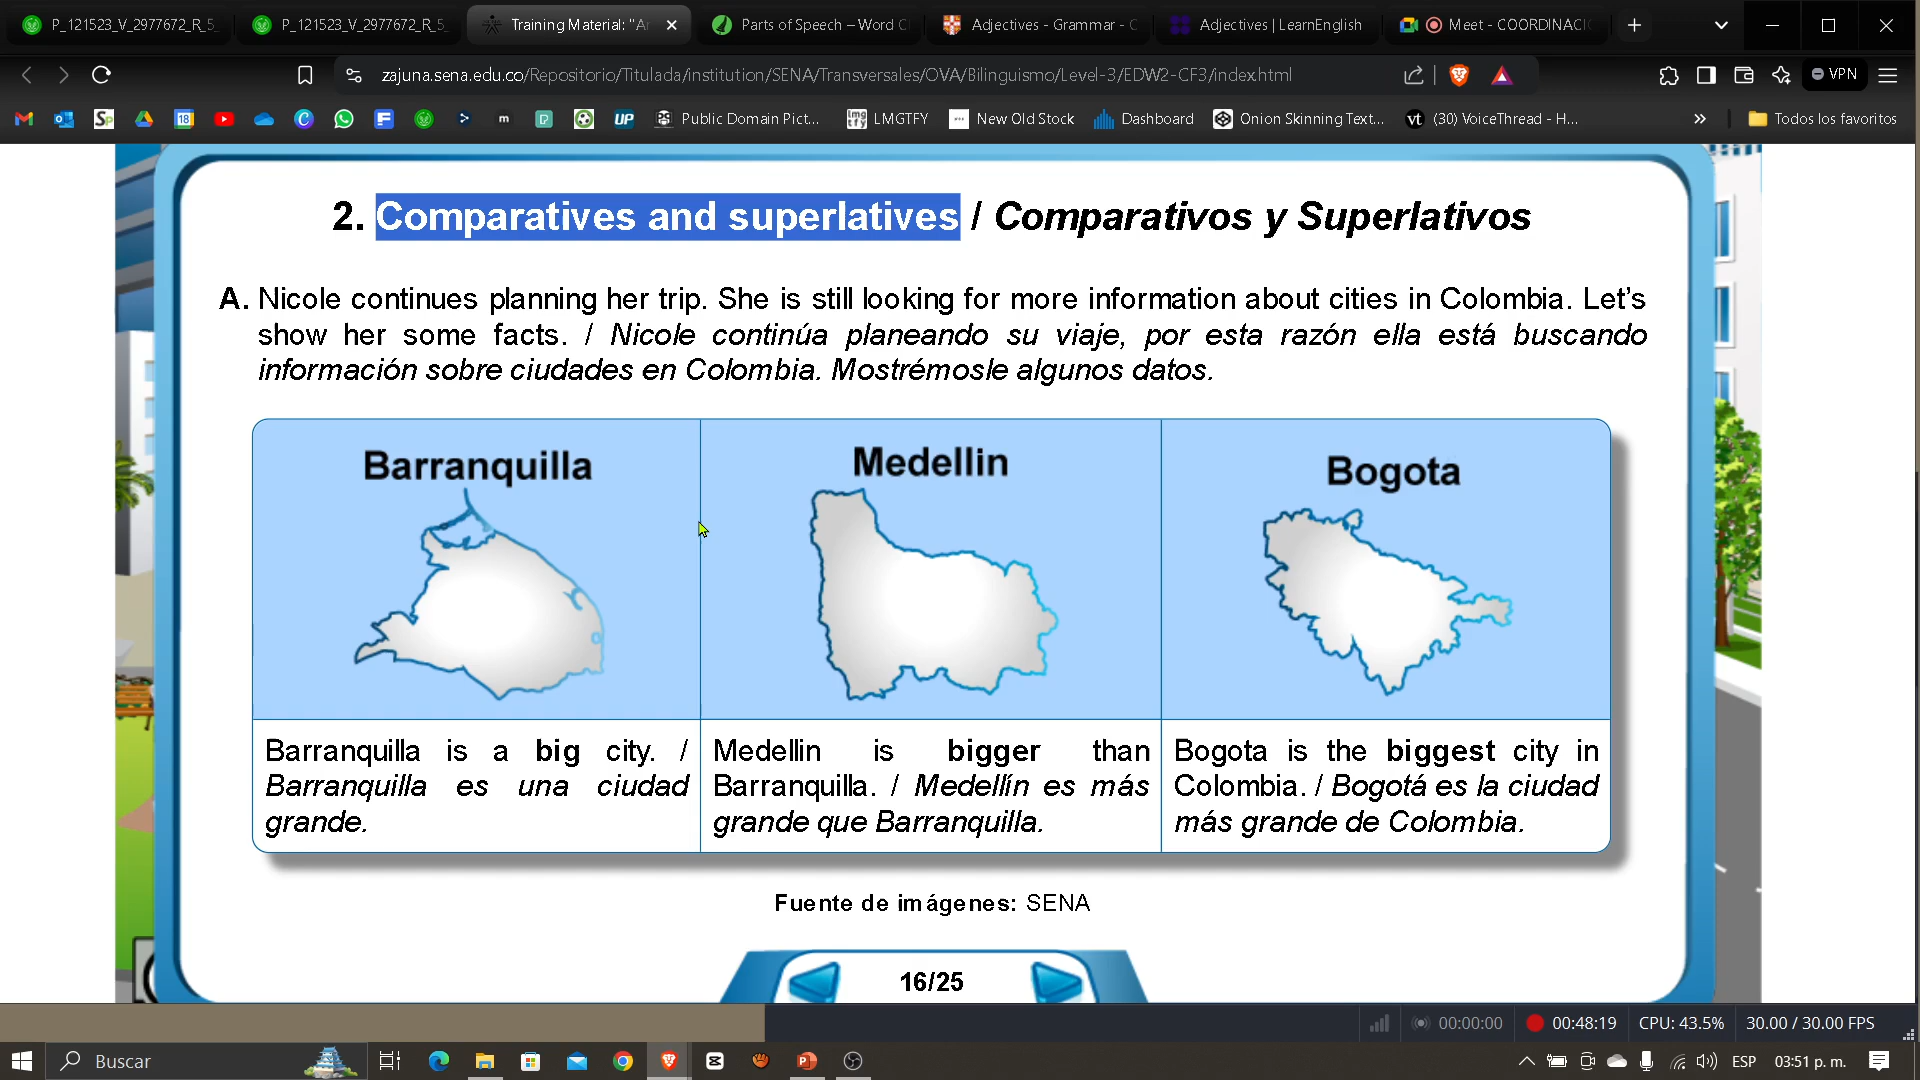 P_121523_V_2977672_R_5
P_121523_V_2977672_R_5
Training Material: "Ar
Parts of Speech – Word C
Adjectives - Grammar - C
Adjectives | LearnEnglish
Meet - COORDINACI
zajuna.sena.edu.co/Repositorio/Titulada/institution/SENA/Transversales/OVA/Bilinguismo/Level-3/EDW2-CF3/index.html
VPN
Public Domain Pict...
LMGTFY
New Old Stock
Dashboard
Onion Skinning Text...
(30) VoiceThread - H...
Todos los favoritos
2. Comparatives and superlatives / Comparativos y Superlativos
A. Nicole continues planning her trip. She is still looking for more information about cities in Colombia. Let's
show her some facts. / Nicole continúa planeando su viaje, por esta razón ella está buscando
información sobre ciudades en Colombia. Mostrémosle algunos datos.
Barranquilla
Medellin
Bogota
Barranquilla is a big city. /
Barranquilla es una ciudad
grande.
Medellin is bigger than
Barranquilla. / Medellín es más
grande que Barranquilla.
Bogota is the biggest city in
Colombia. / Bogotá es la ciudad
más grande de Colombia.
Fuente de imágenes: SENA
16/25
00:00:00
00:48:19
CPU: 43.5%
30.00 / 30.00 FPS
Buscar
ESP
03:51 p. m.